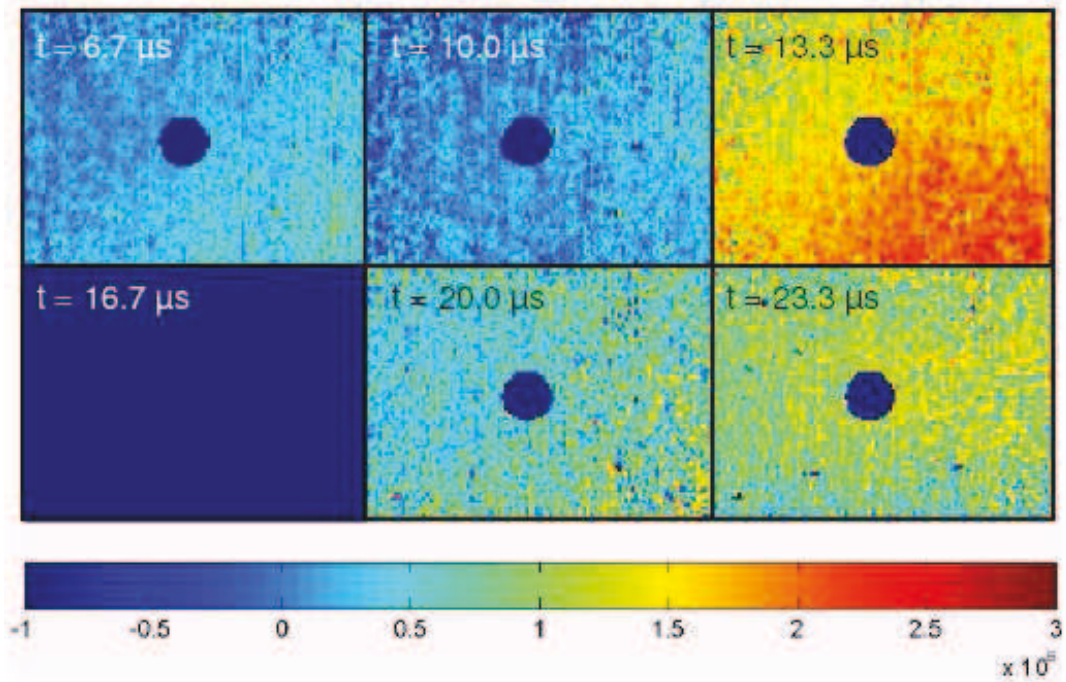 t = 6.7 µs
t = 10.0 µs
t = 13.3 µs
t = 16.7 µs
t = 20.0 µs
t = 23.3 µs
-1 -0.5 0 0.5 1 1.5 2 2.5 3
x 10